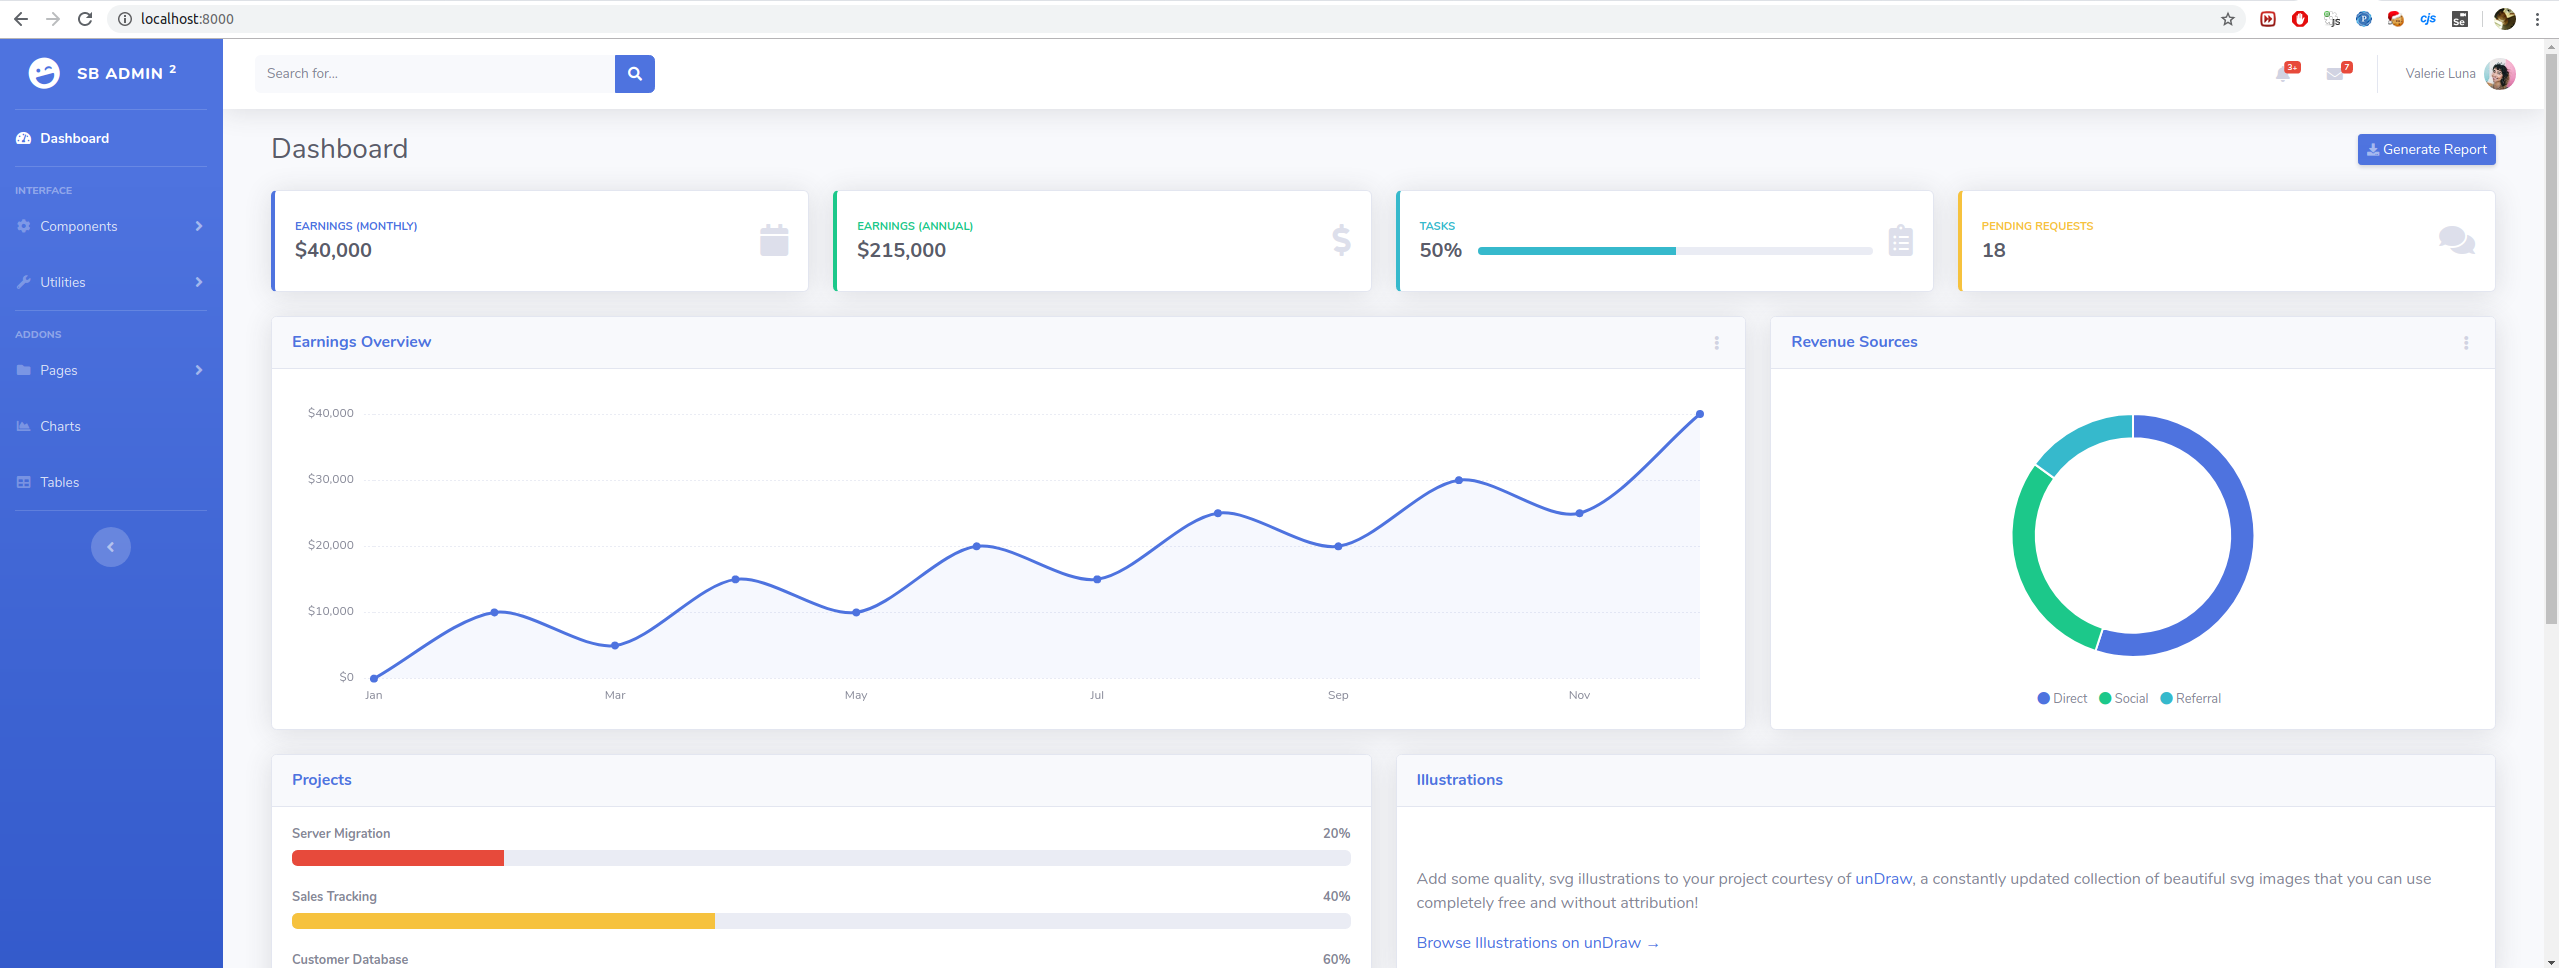 localhost:8000
SB ADMIN 2
Search for...
3+
7
Valerie Luna
Dashboard
INTERFACE
Components
Utilities
ADDONS
Pages
Charts
Tables
Dashboard
Generate Report
EARNINGS (MONTHLY)
$40,000
EARNINGS (ANNUAL)
$215,000
TASKS
50%
PENDING REQUESTS
18
Earnings Overview
$40,000
$30,000
$20,000
$10,000
$0
Jan Mar May Jul Sep Nov
Revenue Sources
Direct Social Referral
Projects
Server Migration 20%
Sales Tracking 40%
Customer Database 60%
Illustrations
Add some quality, svg illustrations to your project courtesy of unDraw, a constantly updated collection of beautiful svg images that you can use
completely free and without attribution!
Browse Illustrations on unDraw →